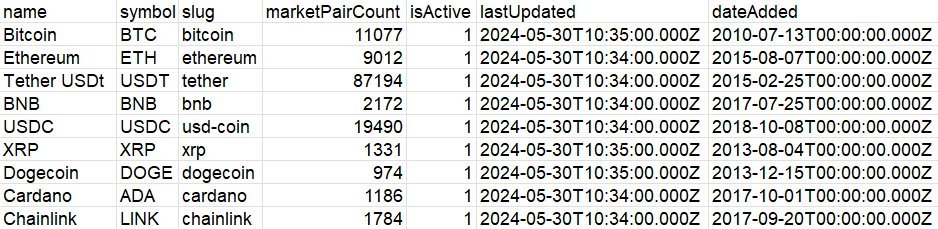 name symbol slug marketPairCount isActive lastUpdated dateAdded
Bitcoin BTC bitcoin 11077 1 2024-05-30T10:35:00.000Z 2010-07-13T00:00:00.000Z
Ethereum ETH ethereum 9012 1 2024-05-30T10:34:00.000Z 2015-08-07T00:00:00.000Z
Tether USDt USDT tether 87194 1 2024-05-30T10:34:00.000Z 2015-02-25T00:00:00.000Z
BNB BNB bnb 2172 1 2024-05-30T10:34:00.000Z 2017-07-25T00:00:00.000Z
USDC USDC usd-coin 19490 1 2024-05-30T10:34:00.000Z 2018-10-08T00:00:00.000Z
XRP XRP xrp 1331 1 2024-05-30T10:35:00.000Z 2013-08-04T00:00:00.000Z
Dogecoin DOGE dogecoin 974 1 2024-05-30T10:35:00.000Z 2013-12-15T00:00:00.000Z
Cardano ADA cardano 1186 1 2024-05-30T10:34:00.000Z 2017-10-01T00:00:00.000Z
Chainlink LINK chainlink 1784 1 2024-05-30T10:34:00.000Z 2017-09-20T00:00:00.000Z